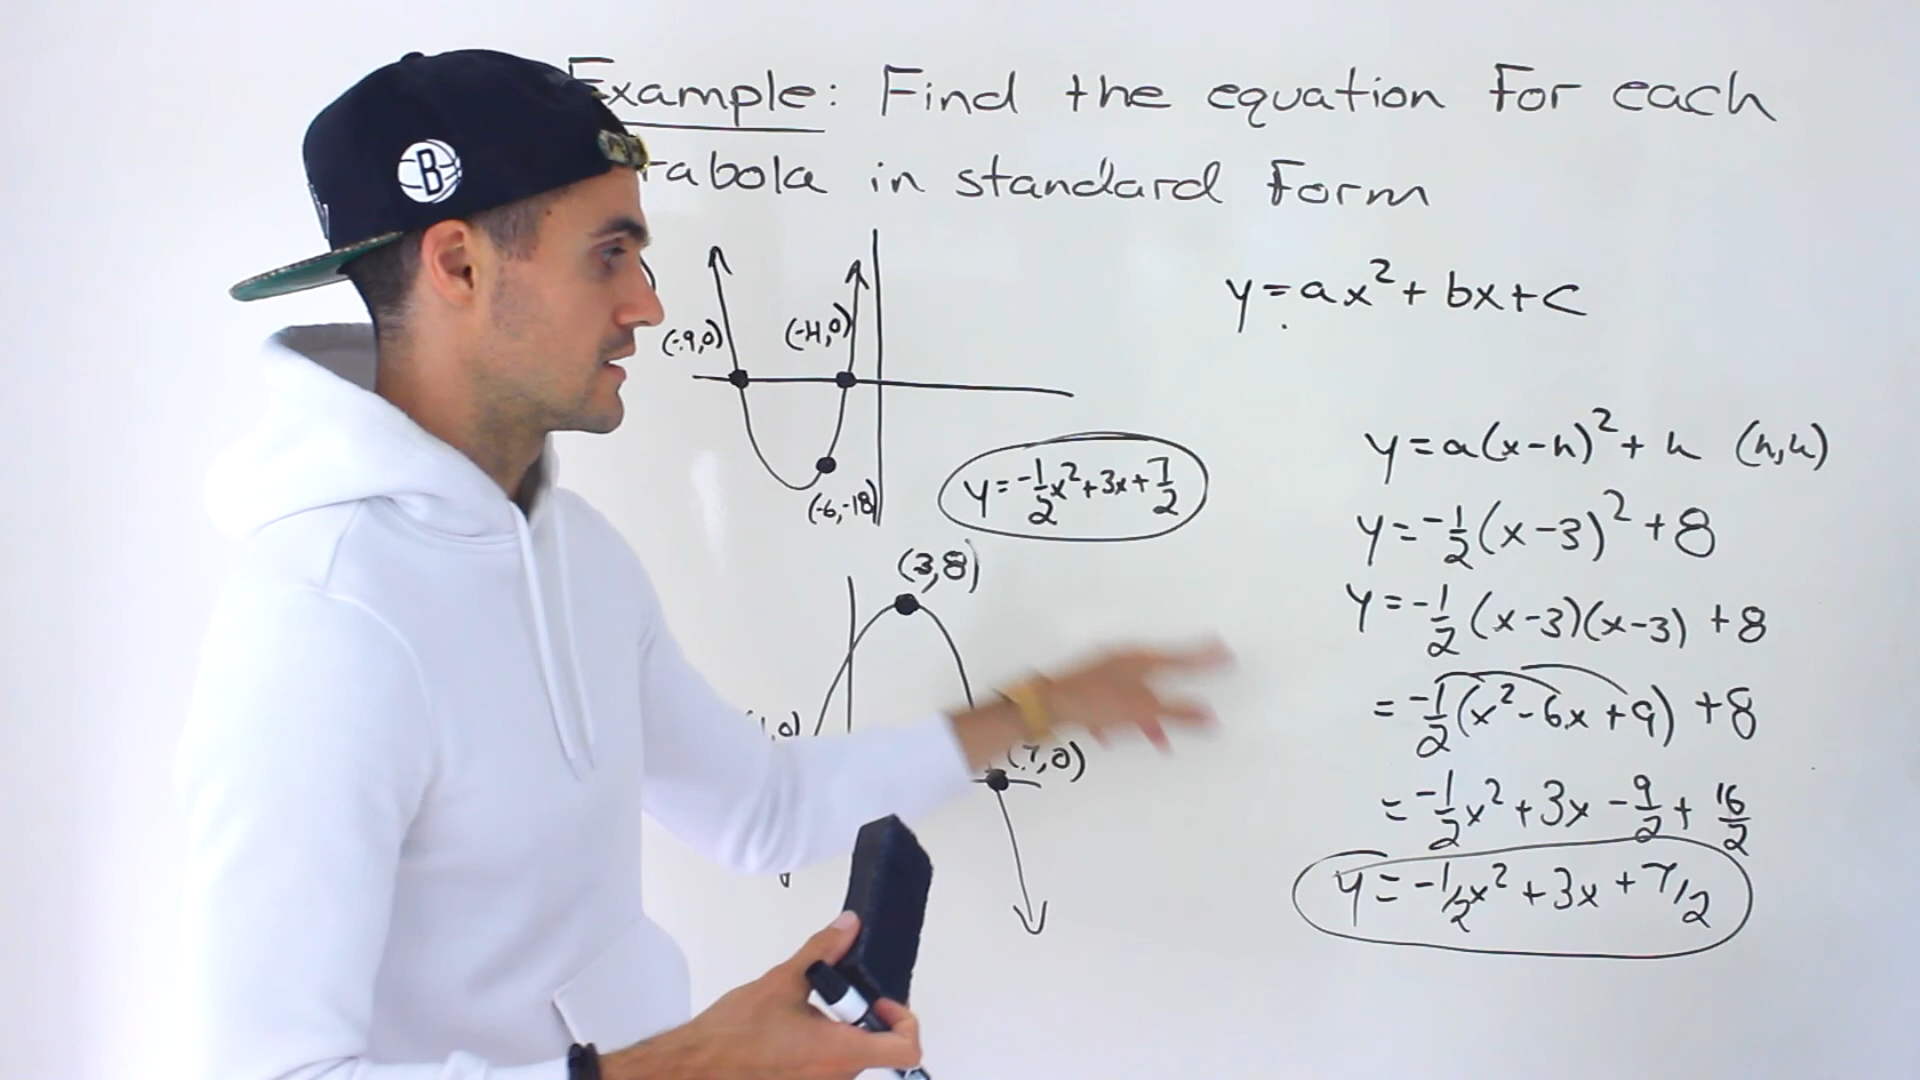 Example: Find the equation for each
rabola in standard form
y=ax²+bx+c
(-9,0)
(-4,0)
(-6,-18)
y=-1/2x²+3x+7/2
y=a(x-h)²+k (h,k)
y=-1/2(x-3)²+8
y=-1/2(x-3)(x-3)+8
=-1/2(x²-6x+9)+8
=-1/2x²+3x-9/2+16/2
y=-1/2x²+3x+7/2
(3,8)
(7,0)
B